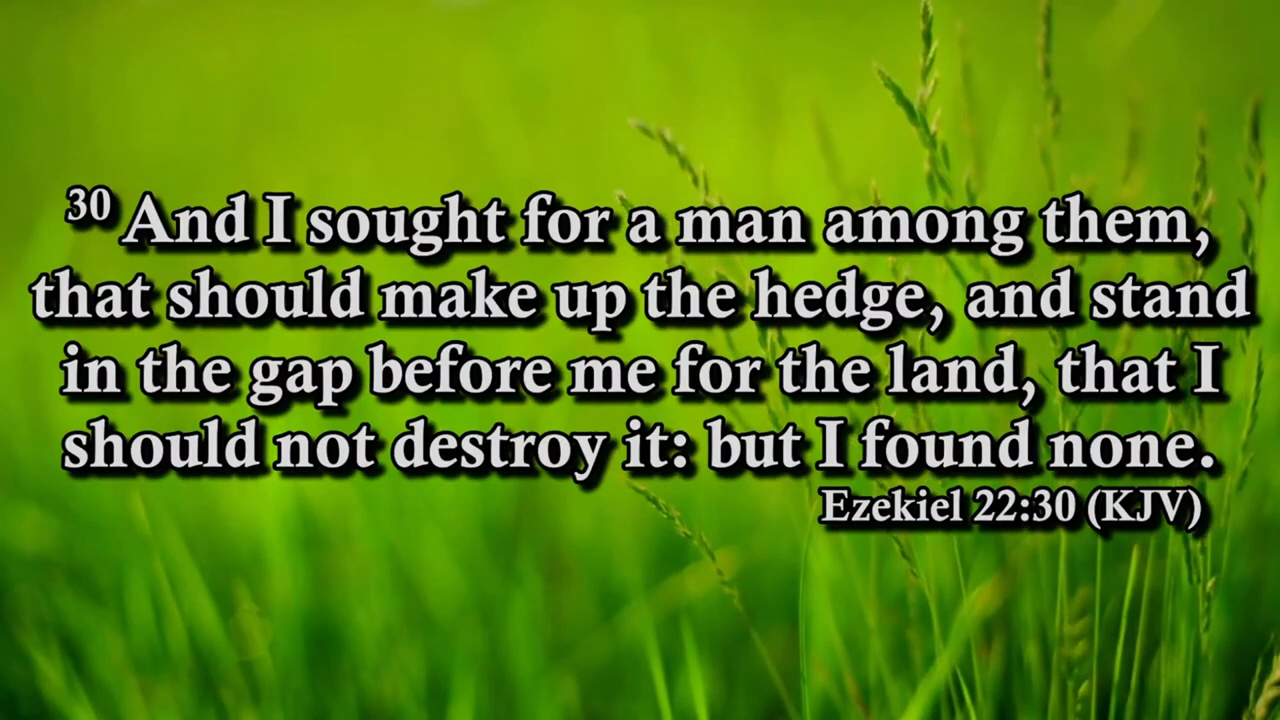 30 And I sought for a man among them,
that should make up the hedge, and stand
in the gap before me for the land, that I
should not destroy it: but I found none.
Ezekiel 22:30 (KJV)